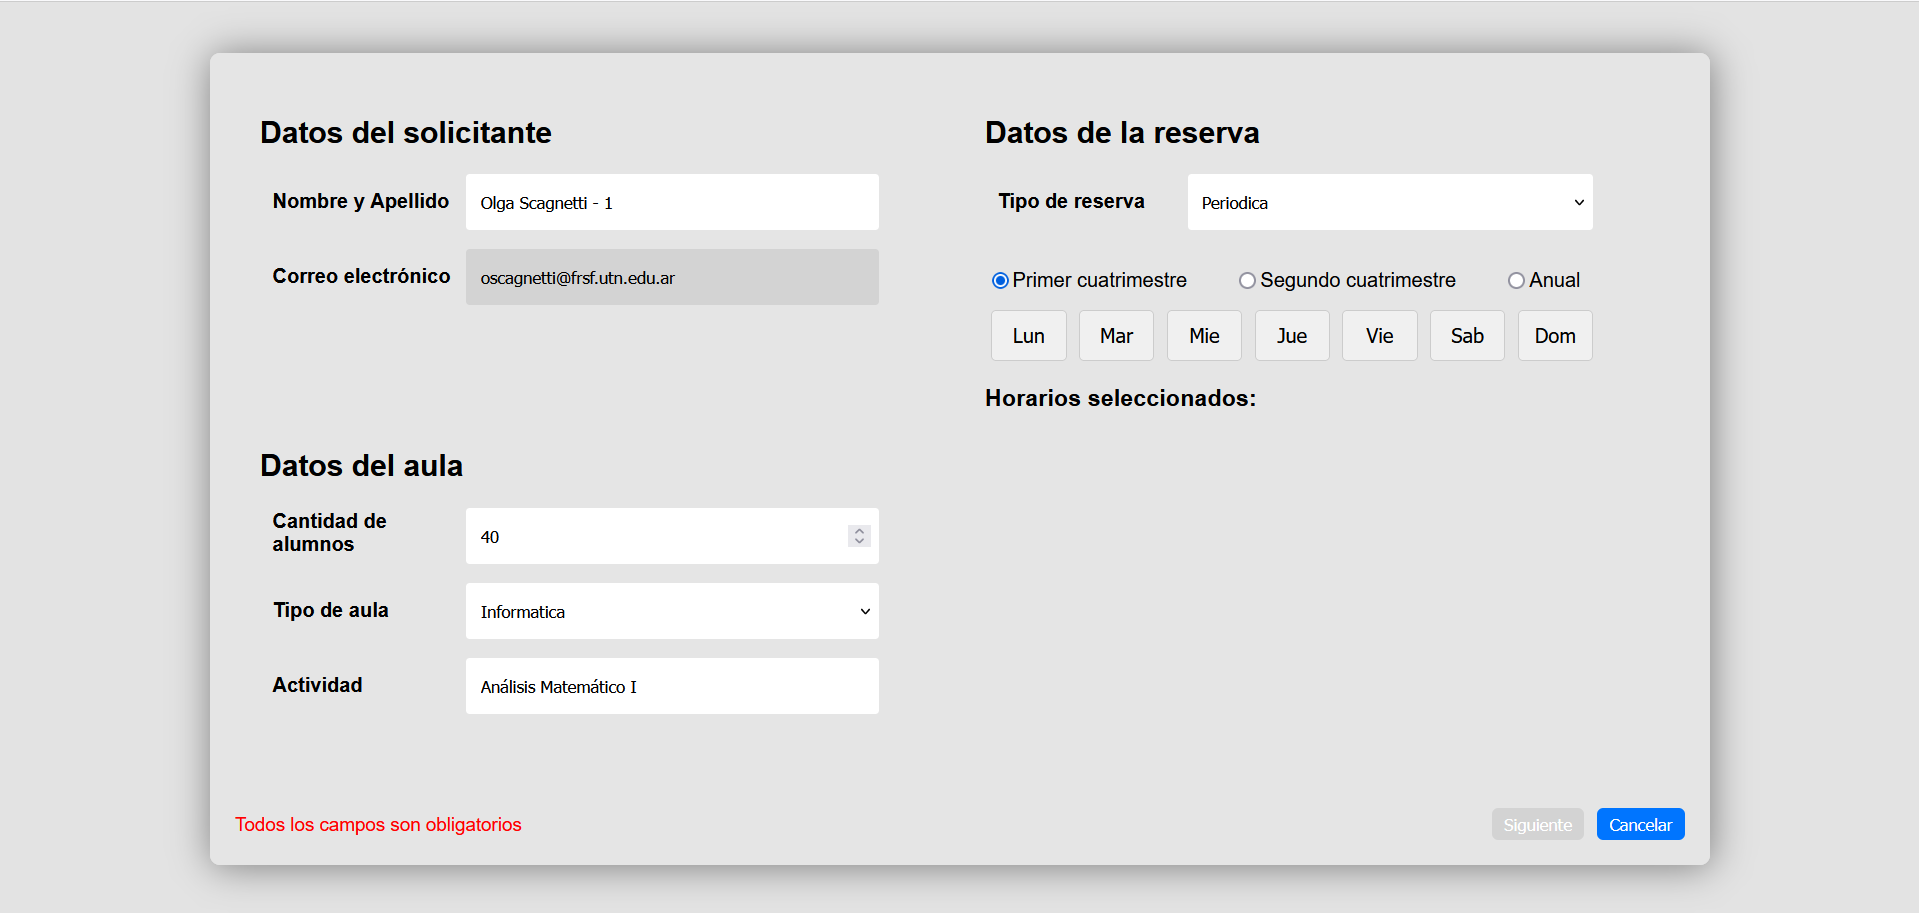 Datos del solicitante
Nombre y Apellido
Olga Scagnetti - 1
Correo electrónico
oscagnetti@frsf.utn.edu.ar
Datos del aula
Cantidad de
alumnos
40
Tipo de aula
Informatica
Actividad
Análisis Matemático I
Datos de la reserva
Tipo de reserva
Periodica
Primer cuatrimestre Segundo cuatrimestre Anual
Lun Mar Mie Jue Vie Sab Dom
Horarios seleccionados:
Todos los campos son obligatorios
Siguiente Cancelar